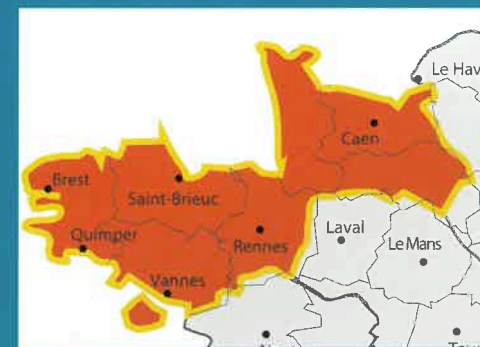 Le Hav
Caen
Brest
Saint-Brieuc
Quimper
Rennes
Laval
Le Mans
Vannes